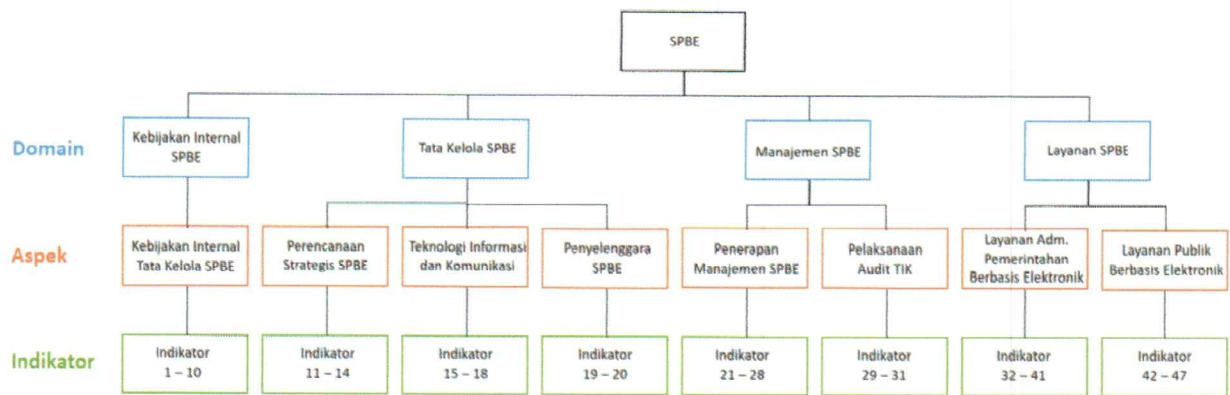 SPBE
Domain
Kebijakan Internal
SPBE
Tata Kelola SPBE
Manajemen SPBE
Layanan SPBE
Aspek
Kebijakan Internal
Tata Kelola SPBE
Perencanaan
Strategis SPBE
Teknologi Informasi
dan Komunikasi
Penyelenggara
SPBE
Penerapan
Manajemen SPBE
Pelaksanaan
Audit TIK
Layanan Adm.
Pemerintahan
Berbasis Elektronik
Layanan Publik
Berbasis Elektronik
Indikator
Indikator
1 – 10
Indikator
11 – 14
Indikator
15 – 18
Indikator
19 – 20
Indikator
21 – 28
Indikator
29 – 31
Indikator
32 – 41
Indikator
42 – 47